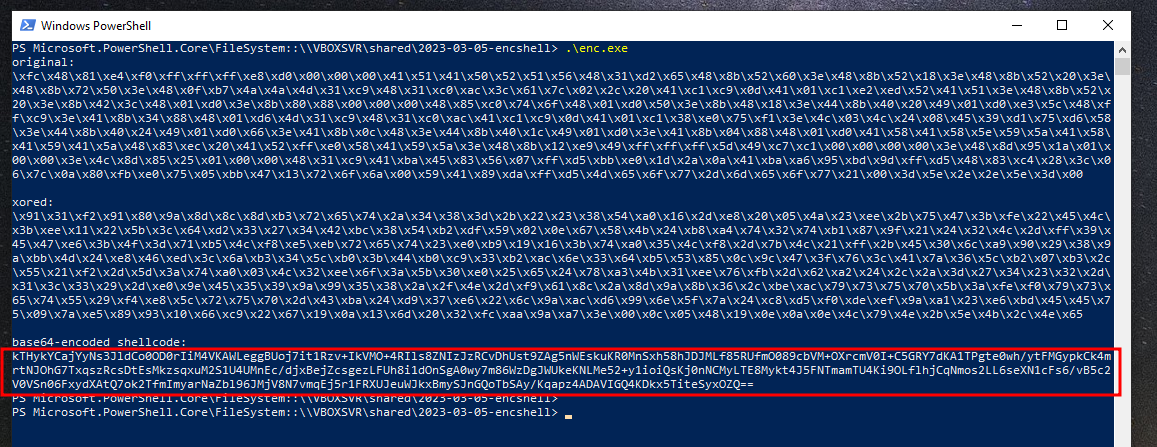 Windows PowerShell
PS Microsoft.PowerShell.Core\FileSystem::\\VBOXSVR\shared\2023-03-05-encshell> .\enc.exe
original:
\xfc\x48\x81\xe4\xf0\xff\xff\xff\xe8\xd0\x00\x00\x00\x41\x51\x41\x50\x52\x51\x56\x48\x31\xd2\x65\x48\x8b\x52\x60\x3e\x48\x8b\x52\x18\x3e\x48\x8b\x52\x20\x3e\
x48\x8b\x72\x50\x3e\x48\x0f\xb7\x4a\x4a\x4d\x31\xc9\x48\x31\xc0\xac\x3c\x61\x7c\x02\x2c\x20\x41\xc1\xc9\x0d\x41\x01\xc1\xe2\xed\x52\x41\x51\x3e\x48\x8b\x52\x
20\x3e\x8b\x42\x3c\x48\x01\xd0\x3e\x8b\x80\x88\x00\x00\x00\x48\x85\xc0\x74\x6f\x48\x01\xd0\x50\x3e\x8b\x48\x18\x3e\x44\x8b\x40\x20\x49\x01\xd0\xe3\x5c\x48\xf
f\xc9\x3e\x41\x8b\x34\x88\x48\x01\xd6\x4d\x31\xc9\x48\x31\xc0\xac\x41\xc1\xc9\x0d\x41\x01\xc1\x38\xe0\x75\xf1\x3e\x4c\x03\x4c\x24\x08\x45\x39\xd1\x75\xd6\x58
\x3e\x44\x8b\x40\x24\x49\x01\xd0\x66\x3e\x41\x8b\x0c\x48\x3e\x44\x8b\x40\x1c\x49\x01\xd0\x3e\x41\x8b\x04\x88\x48\x01\xd0\x41\x58\x41\x58\x5e\x59\x5a\x41\x58\
x41\x59\x41\x5a\x48\x83\xec\x20\x41\x52\xff\xe0\x58\x41\x59\x5a\x3e\x48\x8b\x12\xe9\x49\xff\xff\xff\x5d\x49\xc7\xc1\x00\x00\x00\x00\x3e\x48\x8d\x95\x1a\x01\x
00\x00\x3e\x4c\x8d\x85\x25\x01\x00\x00\x48\x31\xc9\x41\xba\x45\x83\x56\x07\xff\xd5\xbb\xe0\x1d\x2a\x0a\x41\xba\xa6\x95\xbd\x9d\xff\xd5\x48\x83\xc4\x28\x3c\x0
6\x7c\x0a\x80\xfb\xe0\x75\x05\xbb\x47\x13\x72\x6f\x6a\x00\x59\x41\x89\xda\xff\xd5\x4d\x65\x6f\x77\x2d\x6d\x65\x6f\x77\x21\x00\x3d\x5e\x2e\x2e\x5e\x3d\x00
xored:
\x91\x31\xf2\x91\x80\x9a\x8d\x8c\x8d\xb3\x72\x65\x74\x2a\x34\x38\x3d\x2b\x22\x23\x38\x54\xa0\x16\x2d\xe8\x20\x05\x4a\x23\xee\x2b\x75\x47\x3b\xfe\x22\x45\x4c\
x3b\xee\x11\x22\x5b\x3c\x64\xd2\x33\x27\x34\x42\xbc\x38\x54\xb2\xdf\x59\x02\x0e\x67\x58\x4b\x24\xb8\xa4\x74\x32\x74\xb1\x87\x9f\x21\x24\x32\x4c\x2d\xff\x39\x
45\x47\xe6\x3b\x4f\x3d\x71\xb5\x4c\xf8\xe5\xeb\x72\x65\x74\x23\xe0\xb9\x19\x16\x3b\x74\xa0\x35\x4c\xf8\x2d\x7b\x4c\x21\xff\x2b\x45\x30\x6c\xa9\x90\x29\x38\x9
a\xbb\x4d\x24\xe8\x46\xed\x3c\x6a\xb3\x34\x5c\xb0\x3b\x44\xb0\xc9\x33\xb2\xac\x6e\x33\x64\xb5\x53\x85\x0c\x9c\x47\x3f\x76\x3c\x41\x7a\x36\x5c\xb2\x07\xb3\x2c
\x55\x21\xf2\x2d\x5d\x3a\x74\xa0\x03\x4c\x32\xee\x6f\x3a\x5b\x30\xe0\x25\x65\x24\x78\xa3\x4b\x31\xee\x76\xfb\x2d\x62\xa2\x24\x2c\x2a\x3d\x27\x34\x23\x32\x2d\
x31\x3c\x33\x29\x2d\xe0\x9e\x45\x35\x39\x9a\x99\x35\x38\x2a\x2f\x4e\x2d\xf9\x61\x8c\x2a\x8d\x9a\x8b\x36\x2c\xbe\xac\x79\x73\x75\x70\x5b\x3a\xfe\xf0\x79\x73\x
65\x74\x55\x29\xf4\xe8\x5c\x72\x75\x70\x2d\x43\xba\x24\xd9\x37\xe6\x22\x6c\x9a\xac\xd6\x99\x6e\x5f\x7a\x24\xc8\xd5\xf0\xde\xef\x9a\xa1\x23\xe6\xbd\x45\x45\x
75\x09\x7a\xe5\x89\x93\x10\x66\xc9\x22\x67\x19\x0a\x13\x6d\x20\x32\xfc\xaa\x9a\xa7\x3e\x00\x0c\x05\x48\x19\x0e\x0a\x0e\x4c\x79\x4e\x2b\x5e\x4b\x2c\x4e\x65
base64-encoded shellcode:
PS Microsoft.PowerShell.Core\FileSystem::\\VBOXSVR\shared\2023-03-05-encshell>
PS Microsoft.PowerShell.Core\FileSystem::\\VBOXSVR\shared\2023-03-05-encshell>